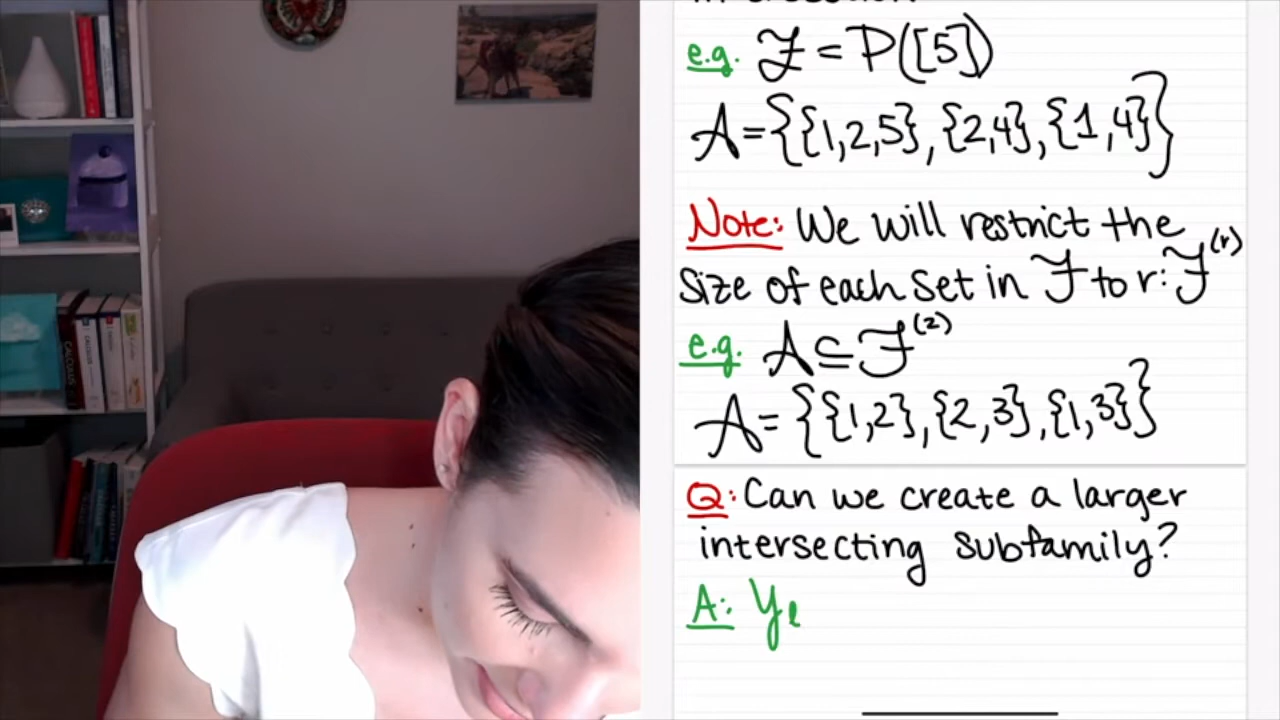 e.g. ℱ = P([5])
𝒜 = {{1,2,5}, {2,4}, {1,4}}
Note: We will restrict the
size of each set in ℱ to r: ℱ^(r)
e.g. 𝒜 ⊆ ℱ^(2)
𝒜 = {{1,2}, {2,3}, {1,3}}
Q: Can we create a larger
intersecting subfamily?
A: Ye
CALCULUS